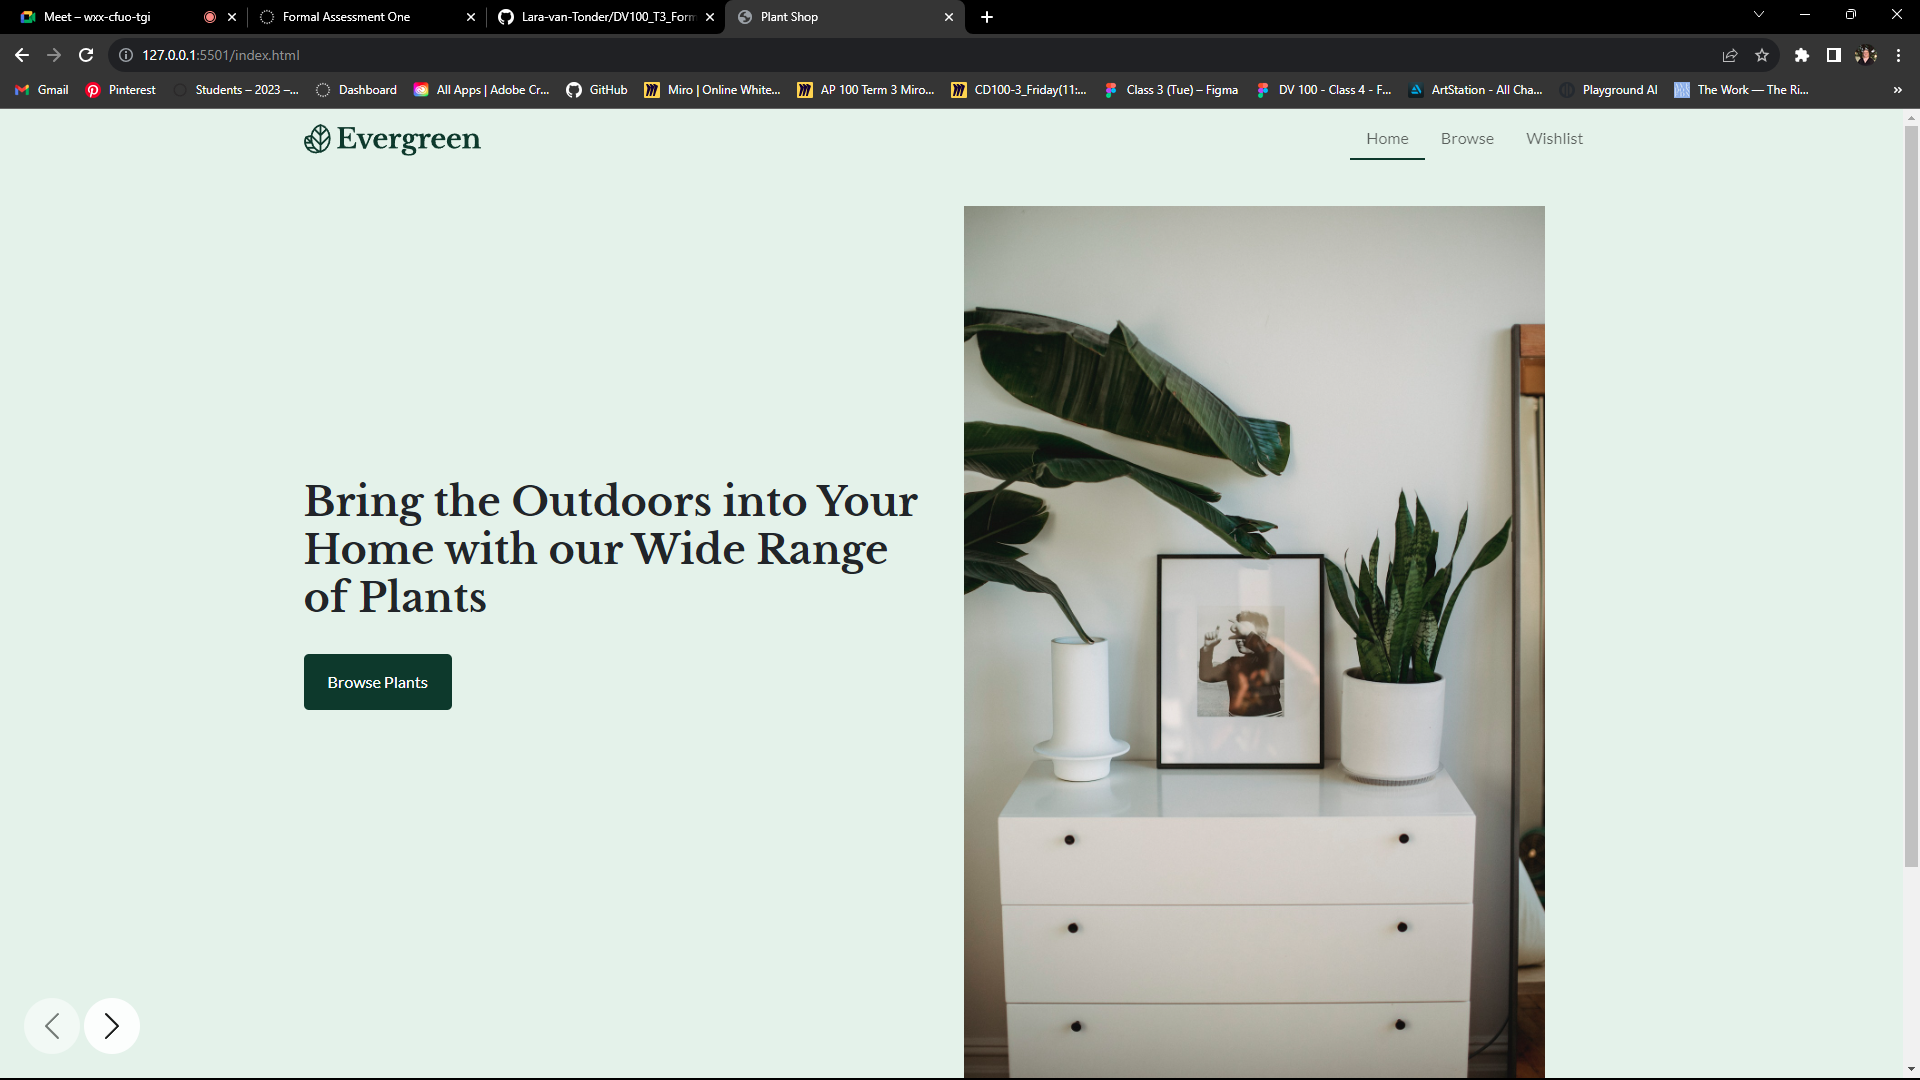 Meet – wxx-cfuo-tgi
Formal Assessment One
Lara-van-Tonder/DV100_T3_Form
Plant Shop
127.0.0.1:5501/index.html
Gmail
Pinterest
Students – 2023 –...
Dashboard
All Apps | Adobe Cr...
GitHub
Miro | Online White...
AP 100 Term 3 Miro...
CD100-3_Friday(11:...
Class 3 (Tue) – Figma
DV 100 - Class 4 - F...
ArtStation - All Cha...
Playground AI
The Work — The Ri...
Evergreen
Home
Browse
Wishlist
Bring the Outdoors into Your
Home with our Wide Range
of Plants
Browse Plants